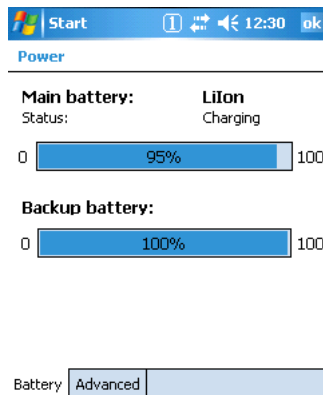 Start 1 12:30 ok
Power
Main battery: LiIon
Status: Charging
0 95% 100
Backup battery:
0 100% 100
Battery Advanced